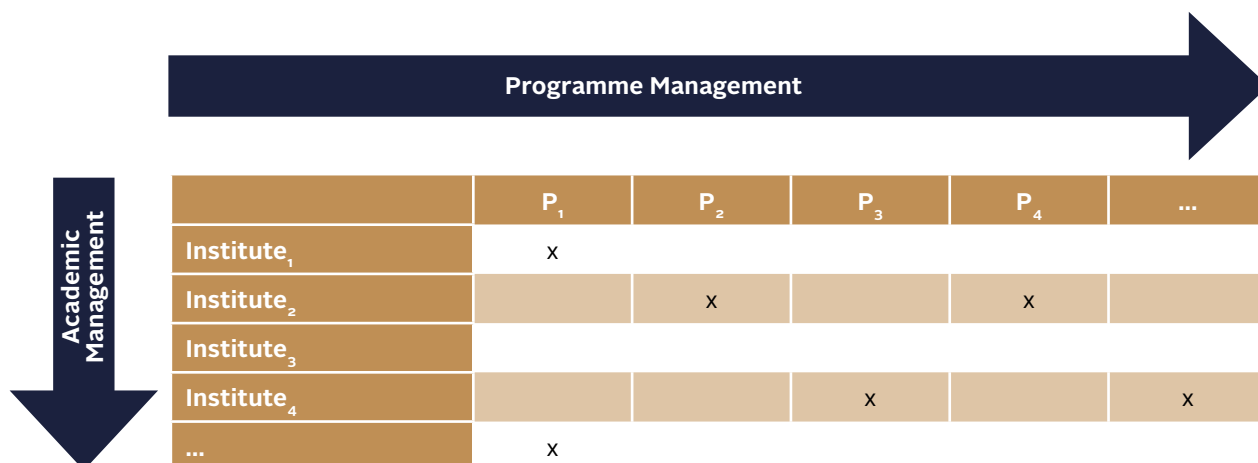 Programme Management
Academic
Management
P₁ P₂ P₃ P₄ ...
Institute₁ x
Institute₂ x x
Institute₃
Institute₄ x x
... x